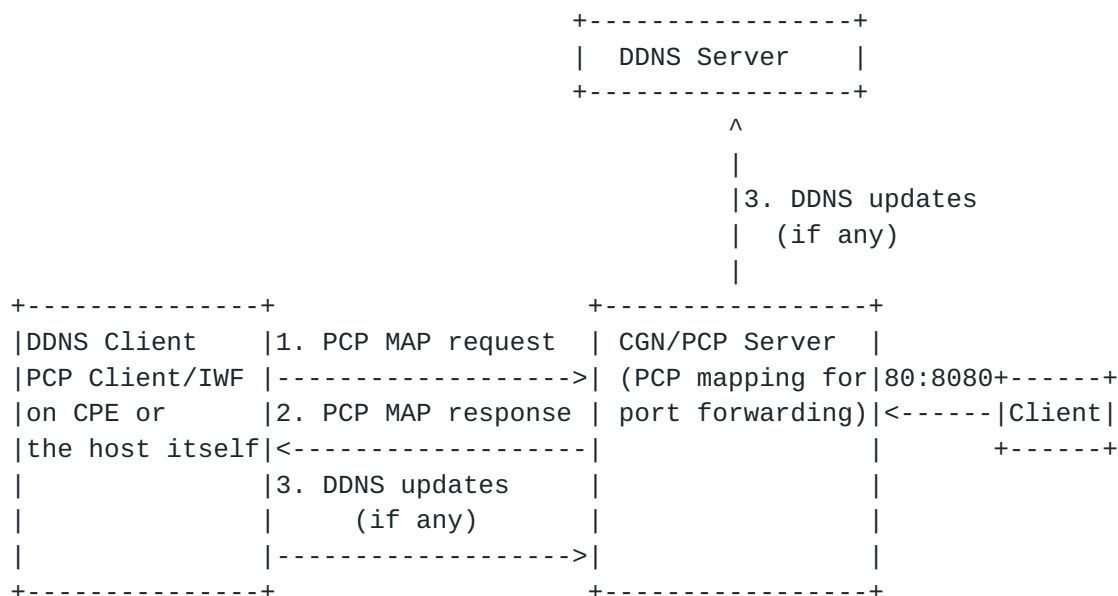 +-----------------+
                                  |  DDNS Server    |
                                  +-----------------+
                                            ^
                                            |
                                            |3. DDNS updates
                                            |  (if any)
                                            |
+---------------+                   +-----------------+
|DDNS Client    |1. PCP MAP request  | CGN/PCP Server  |
|PCP Client/IWF |------------------>| (PCP mapping for|80:8080+------+
|on CPE or      |2. PCP MAP response | port forwarding)|<------|Client|
|the host itself|<------------------|                 |       +------+
|               |3. DDNS updates     |                 |
|               |     (if any)      |                 |
|               |------------------>|                 |
+---------------+                   +-----------------+